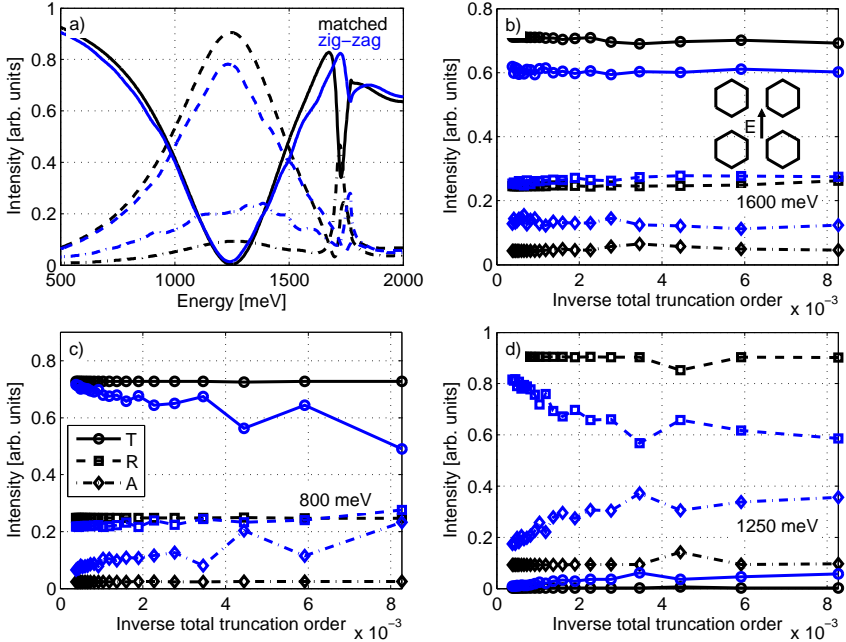 a)
matched
zig-zag
Intensity [arb. units]
1
0.8
0.6
0.4
0.2
0
500
1000
1500
2000
Energy [meV]
b)
E
1600 meV
Intensity [arb. units]
0.8
0.6
0.4
0.2
0
0
2
4
6
8
Inverse total truncation order
x 10⁻³
c)
T
R
A
800 meV
Intensity [arb. units]
0.8
0.6
0.4
0.2
0
0
2
4
6
8
Inverse total truncation order
x 10⁻³
d)
1250 meV
Intensity [arb. units]
1
0.8
0.6
0.4
0.2
0
0
2
4
6
8
Inverse total truncation order
x 10⁻³